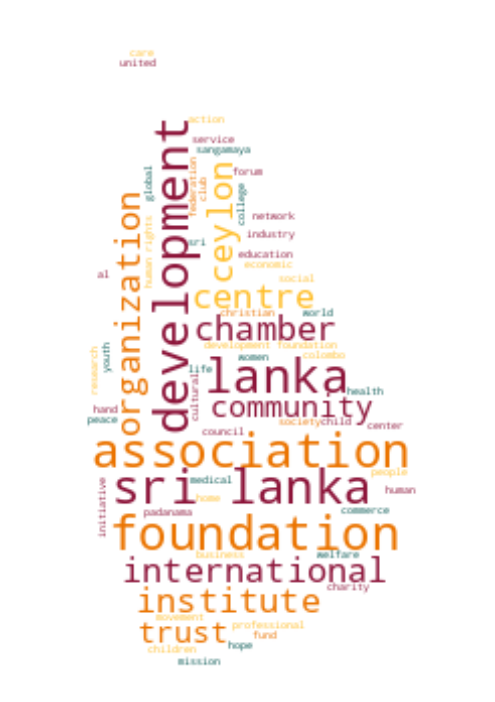 care
united
action
service
sangamaya
development
global
federation
club
ceylon
forum
college
organization
human rights
network
sri
industry
education
economic
al
social
centre
christian
world
chamber
development foundation
women
colombo
research
youth
life
lanka
cultural
health
hand
community
peace
society
child
center
council
association
people
sri lanka
medical
human
initiative
home
padanama
commerce
foundation
business
welfare
international
charity
institute
movement
professional
trust
fund
hope
children
mission